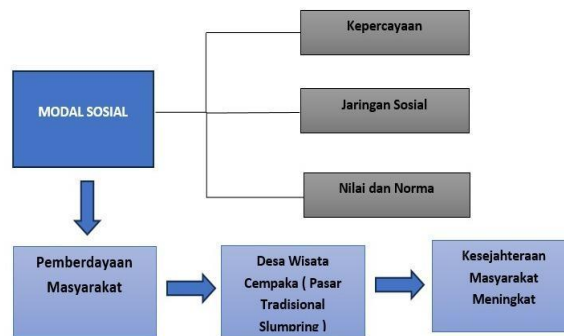 Kepercayaan
MODAL SOSIAL
Jaringan Sosial
Nilai dan Norma
Pemberdayaan
Masyarakat
Desa Wisata
Cempaka ( Pasar
Tradisional
Slumpring )
Kesejahteraan
Masyarakat
Meningkat